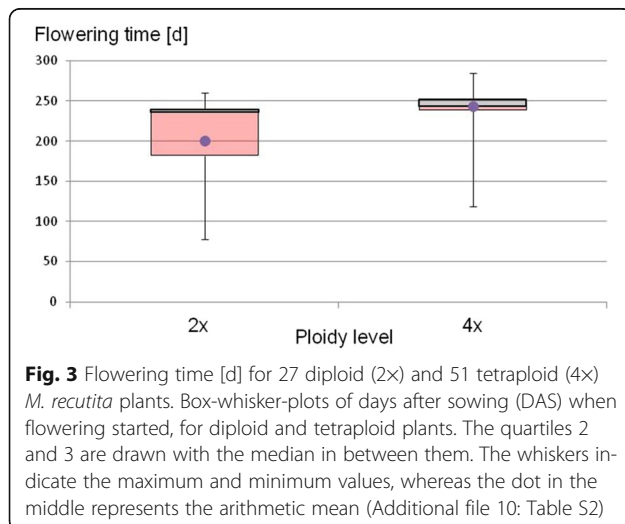 Flowering time [d]
300
250
200
150
100
50
0
2x
4x
Ploidy level
Fig. 3 Flowering time [d] for 27 diploid (2×) and 51 tetraploid (4×)
M. recutita plants. Box-whisker-plots of days after sowing (DAS) when
flowering started, for diploid and tetraploid plants. The quartiles 2
and 3 are drawn with the median in between them. The whiskers in-
dicate the maximum and minimum values, whereas the dot in the
middle represents the arithmetic mean (Additional file 10: Table S2)